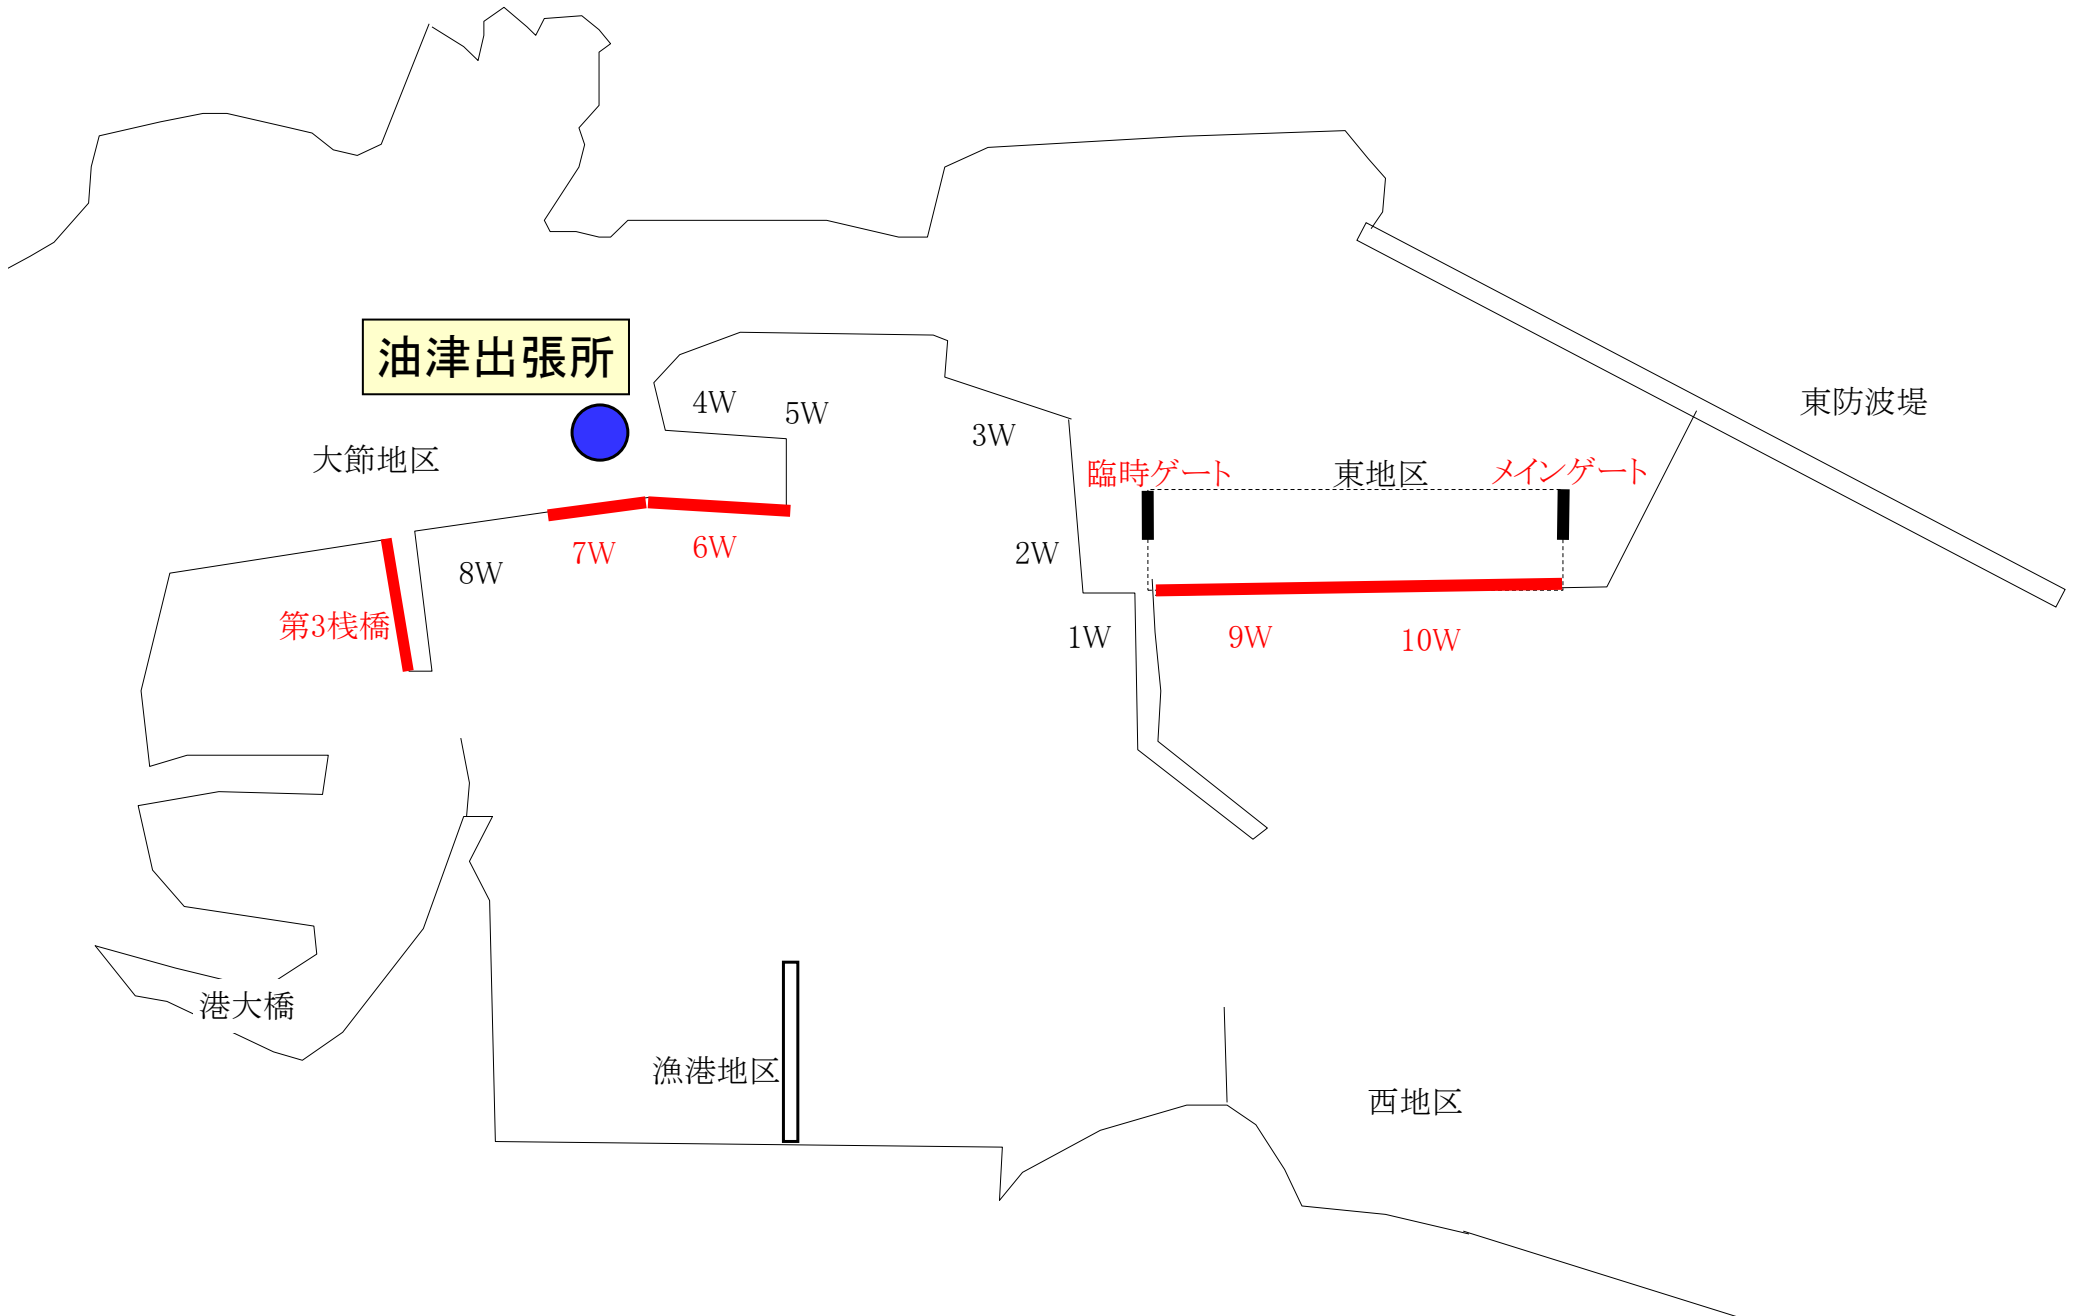 油津出張所
東防波堤
4W
5W
3W
大節地区
臨時ゲート
東地区
メインゲート
7W
6W
2W
8W
第3桟橋
1W
9W
10W
港大橋
漁港地区
西地区